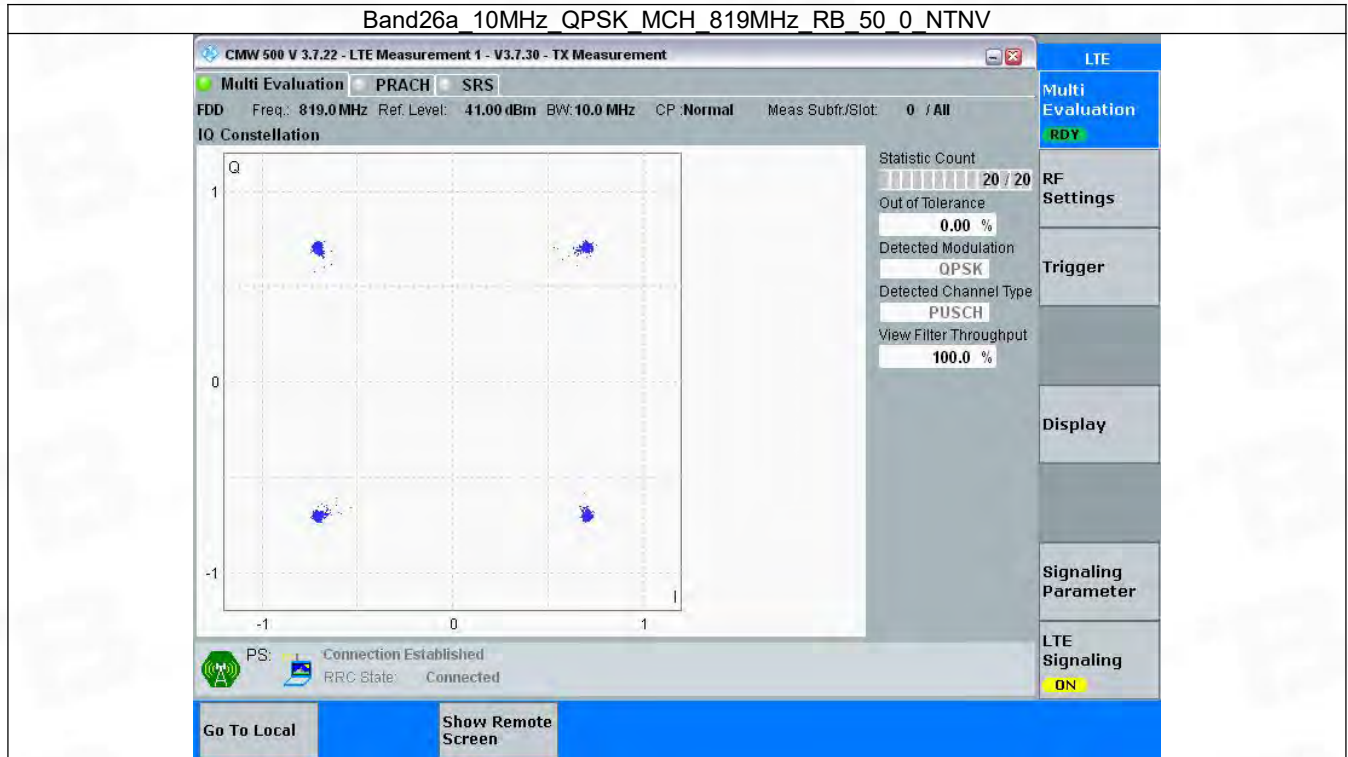 Band26a_10MHz_QPSK_MCH_819MHz_RB_50_0_NTNV
CMW 500 V 3.7.22 - LTE Measurement 1 - V3.7.30 - TX Measurement
LTE
Multi Evaluation PRACH SRS
FDD Freq.: 819.0 MHz Ref. Level: 41.00 dBm BW: 10.0 MHz CP :Normal Meas Subfr./Slot: 0 / All
IQ Constellation
Q
1
0
-1
I
-1 0 1
Statistic Count
20 / 20
Out of Tolerance
0.00 %
Detected Modulation
QPSK
Detected Channel Type
PUSCH
View Filter Throughput
100.0 %
Multi
Evaluation
RDY
RF
Settings
Trigger
Display
Signaling
Parameter
LTE
Signaling
ON
PS: Connection Established
RRC State: Connected
Go To Local
Show Remote
Screen